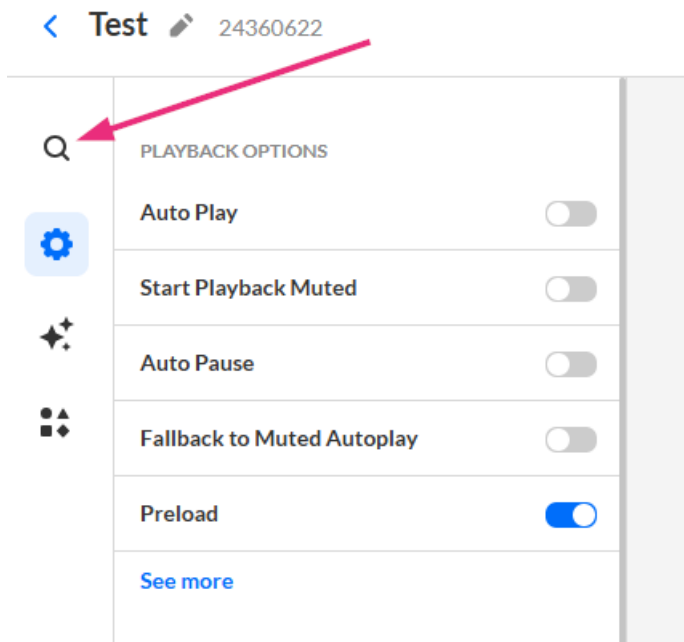 Test 24360622
PLAYBACK OPTIONS
Auto Play
Start Playback Muted
Auto Pause
Fallback to Muted Autoplay
Preload
See more